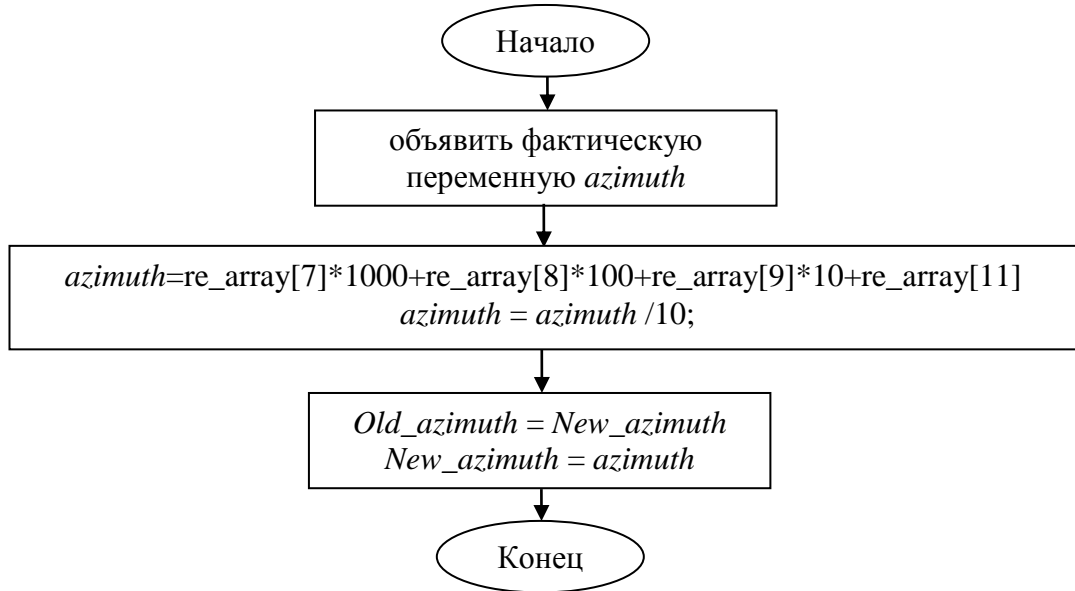 Начало
объявить фактическую
переменную azimuth
azimuth=re_array[7]*1000+re_array[8]*100+re_array[9]*10+re_array[11]
azimuth = azimuth /10;
Old_azimuth = New_azimuth
New_azimuth = azimuth
Конец